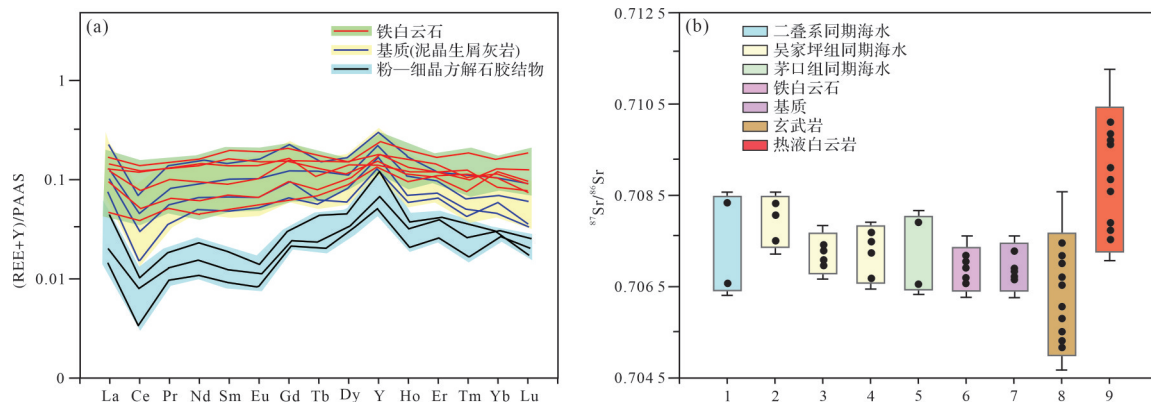 (a)
铁白云石
基质(泥晶生屑灰岩)
粉—细晶方解石胶结物
(REE+Y)/PAAS
1
0.1
0.01
0
La Ce Pr Nd Sm Eu Gd Tb Dy Y Ho Er Tm Yb Lu
(b)
二叠系同期海水
吴家坪组同期海水
茅口组同期海水
铁白云石
基质
玄武岩
热液白云岩
⁸⁷Sr/⁸⁶Sr
0.712.5
0.710.5
0.708.5
0.706.5
0.704.5
1 2 3 4 5 6 7 8 9